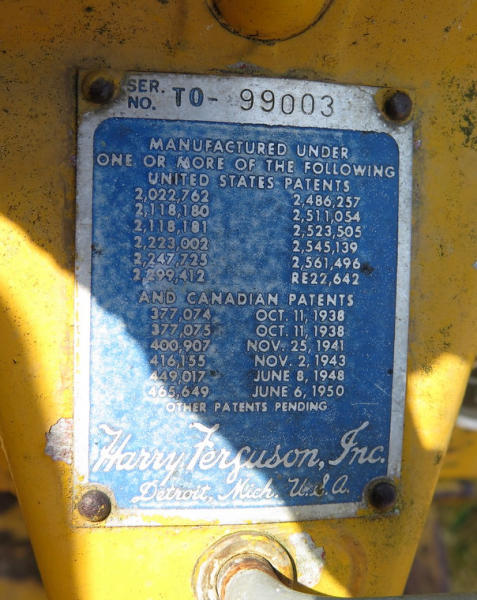 SER. NO. TO- 99003
MANUFACTURED UNDER
ONE OR MORE OF THE FOLLOWING
UNITED STATES PATENTS
2,022,762 2,486,257
2,118,180 2,511,054
2,118,181 2,523,505
2,223,002 2,545,139
2,247,725 2,561,496
2,299,412 RE22,642
AND CANADIAN PATENTS
377,074 OCT. 11, 1938
377,075 OCT. 11, 1938
400,907 NOV. 25, 1941
416,155 NOV. 2, 1943
449,017 JUNE 8, 1948
465,649 JUNE 6, 1950
OTHER PATENTS PENDING
Harry Ferguson, Inc.
Detroit, Mich. U.S.A.